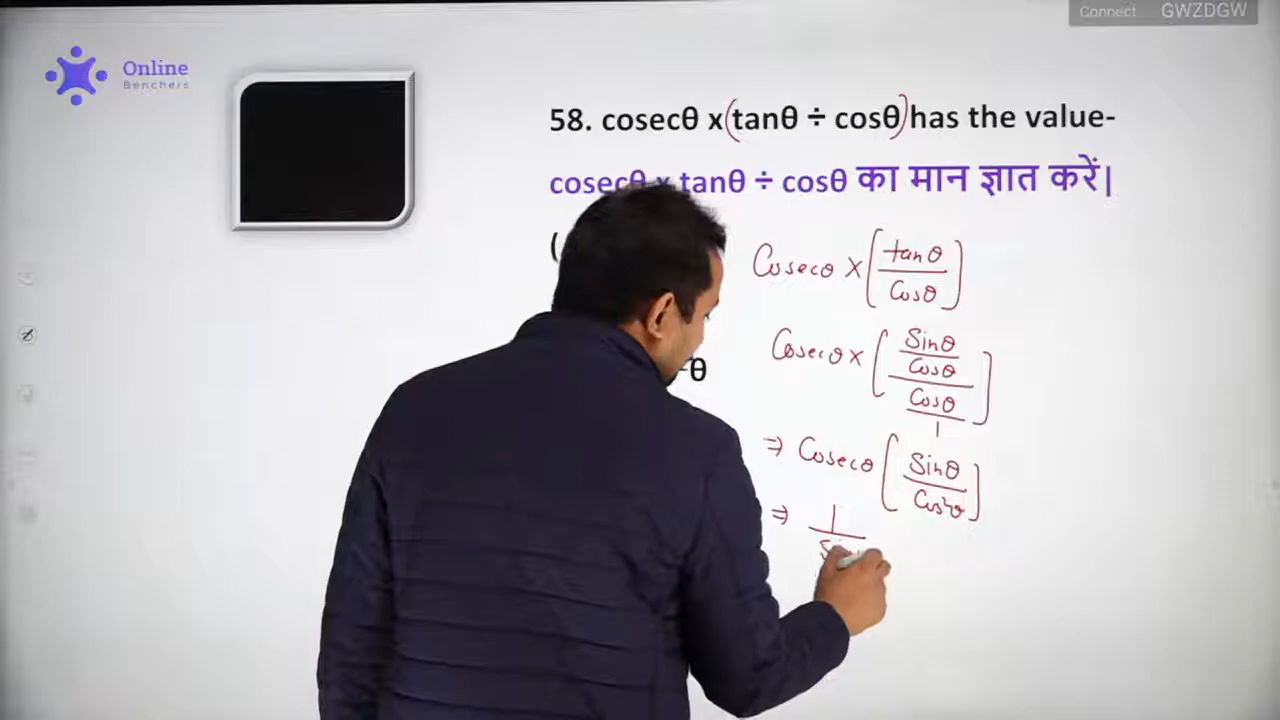 Connect GWZDGW
Online
Benchers
58. cosecθ x (tanθ ÷ cosθ) has the value-
cosecθ x tanθ ÷ cosθ का मान ज्ञात करें|
(
θ
Cosecθ × [tanθ
Cosθ]
Cosecθ × [Sinθ
Cosθ
Cosθ
1]
⇒ Cosecθ [Sinθ
Cos²θ]
⇒ 1